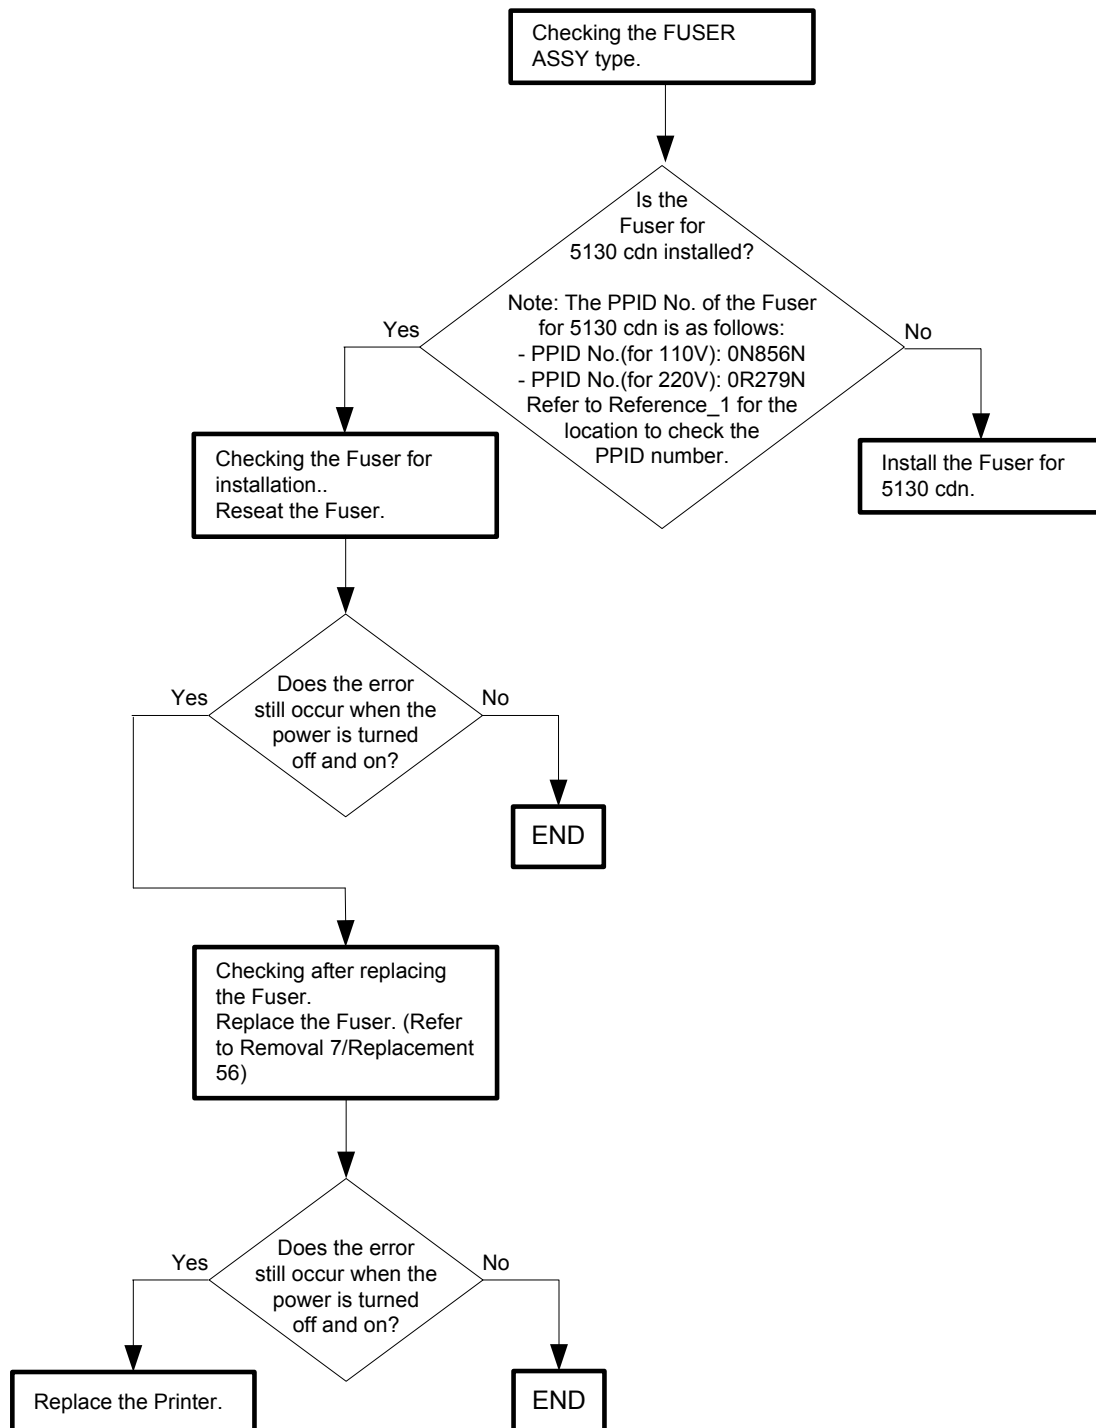 Checking the FUSER
ASSY type.
Is the
Fuser for
5130 cdn installed?
Note: The PPID No. of the Fuser
for 5130 cdn is as follows:
- PPID No.(for 110V): 0N856N
- PPID No.(for 220V): 0R279N
Refer to Reference_1 for the
location to check the
PPID number.
Yes
No
Checking the Fuser for
installation..
Reseat the Fuser.
Install the Fuser for
5130 cdn.
Does the error
still occur when the
power is turned
off and on?
Yes
No
END
Checking after replacing
the Fuser.
Replace the Fuser. (Refer
to Removal 7/Replacement
56)
Does the error
still occur when the
power is turned
off and on?
Yes
No
Replace the Printer.
END